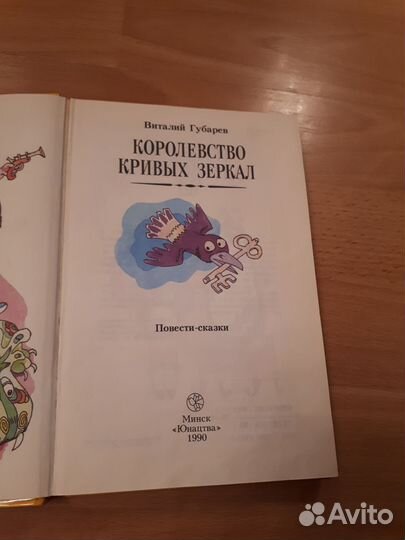 Виталий Губарев
КОРОЛЕВСТВО
КРИВЫХ ЗЕРКАЛ
Повести-сказки
Минск
«Юнацтва»
1990
Avito